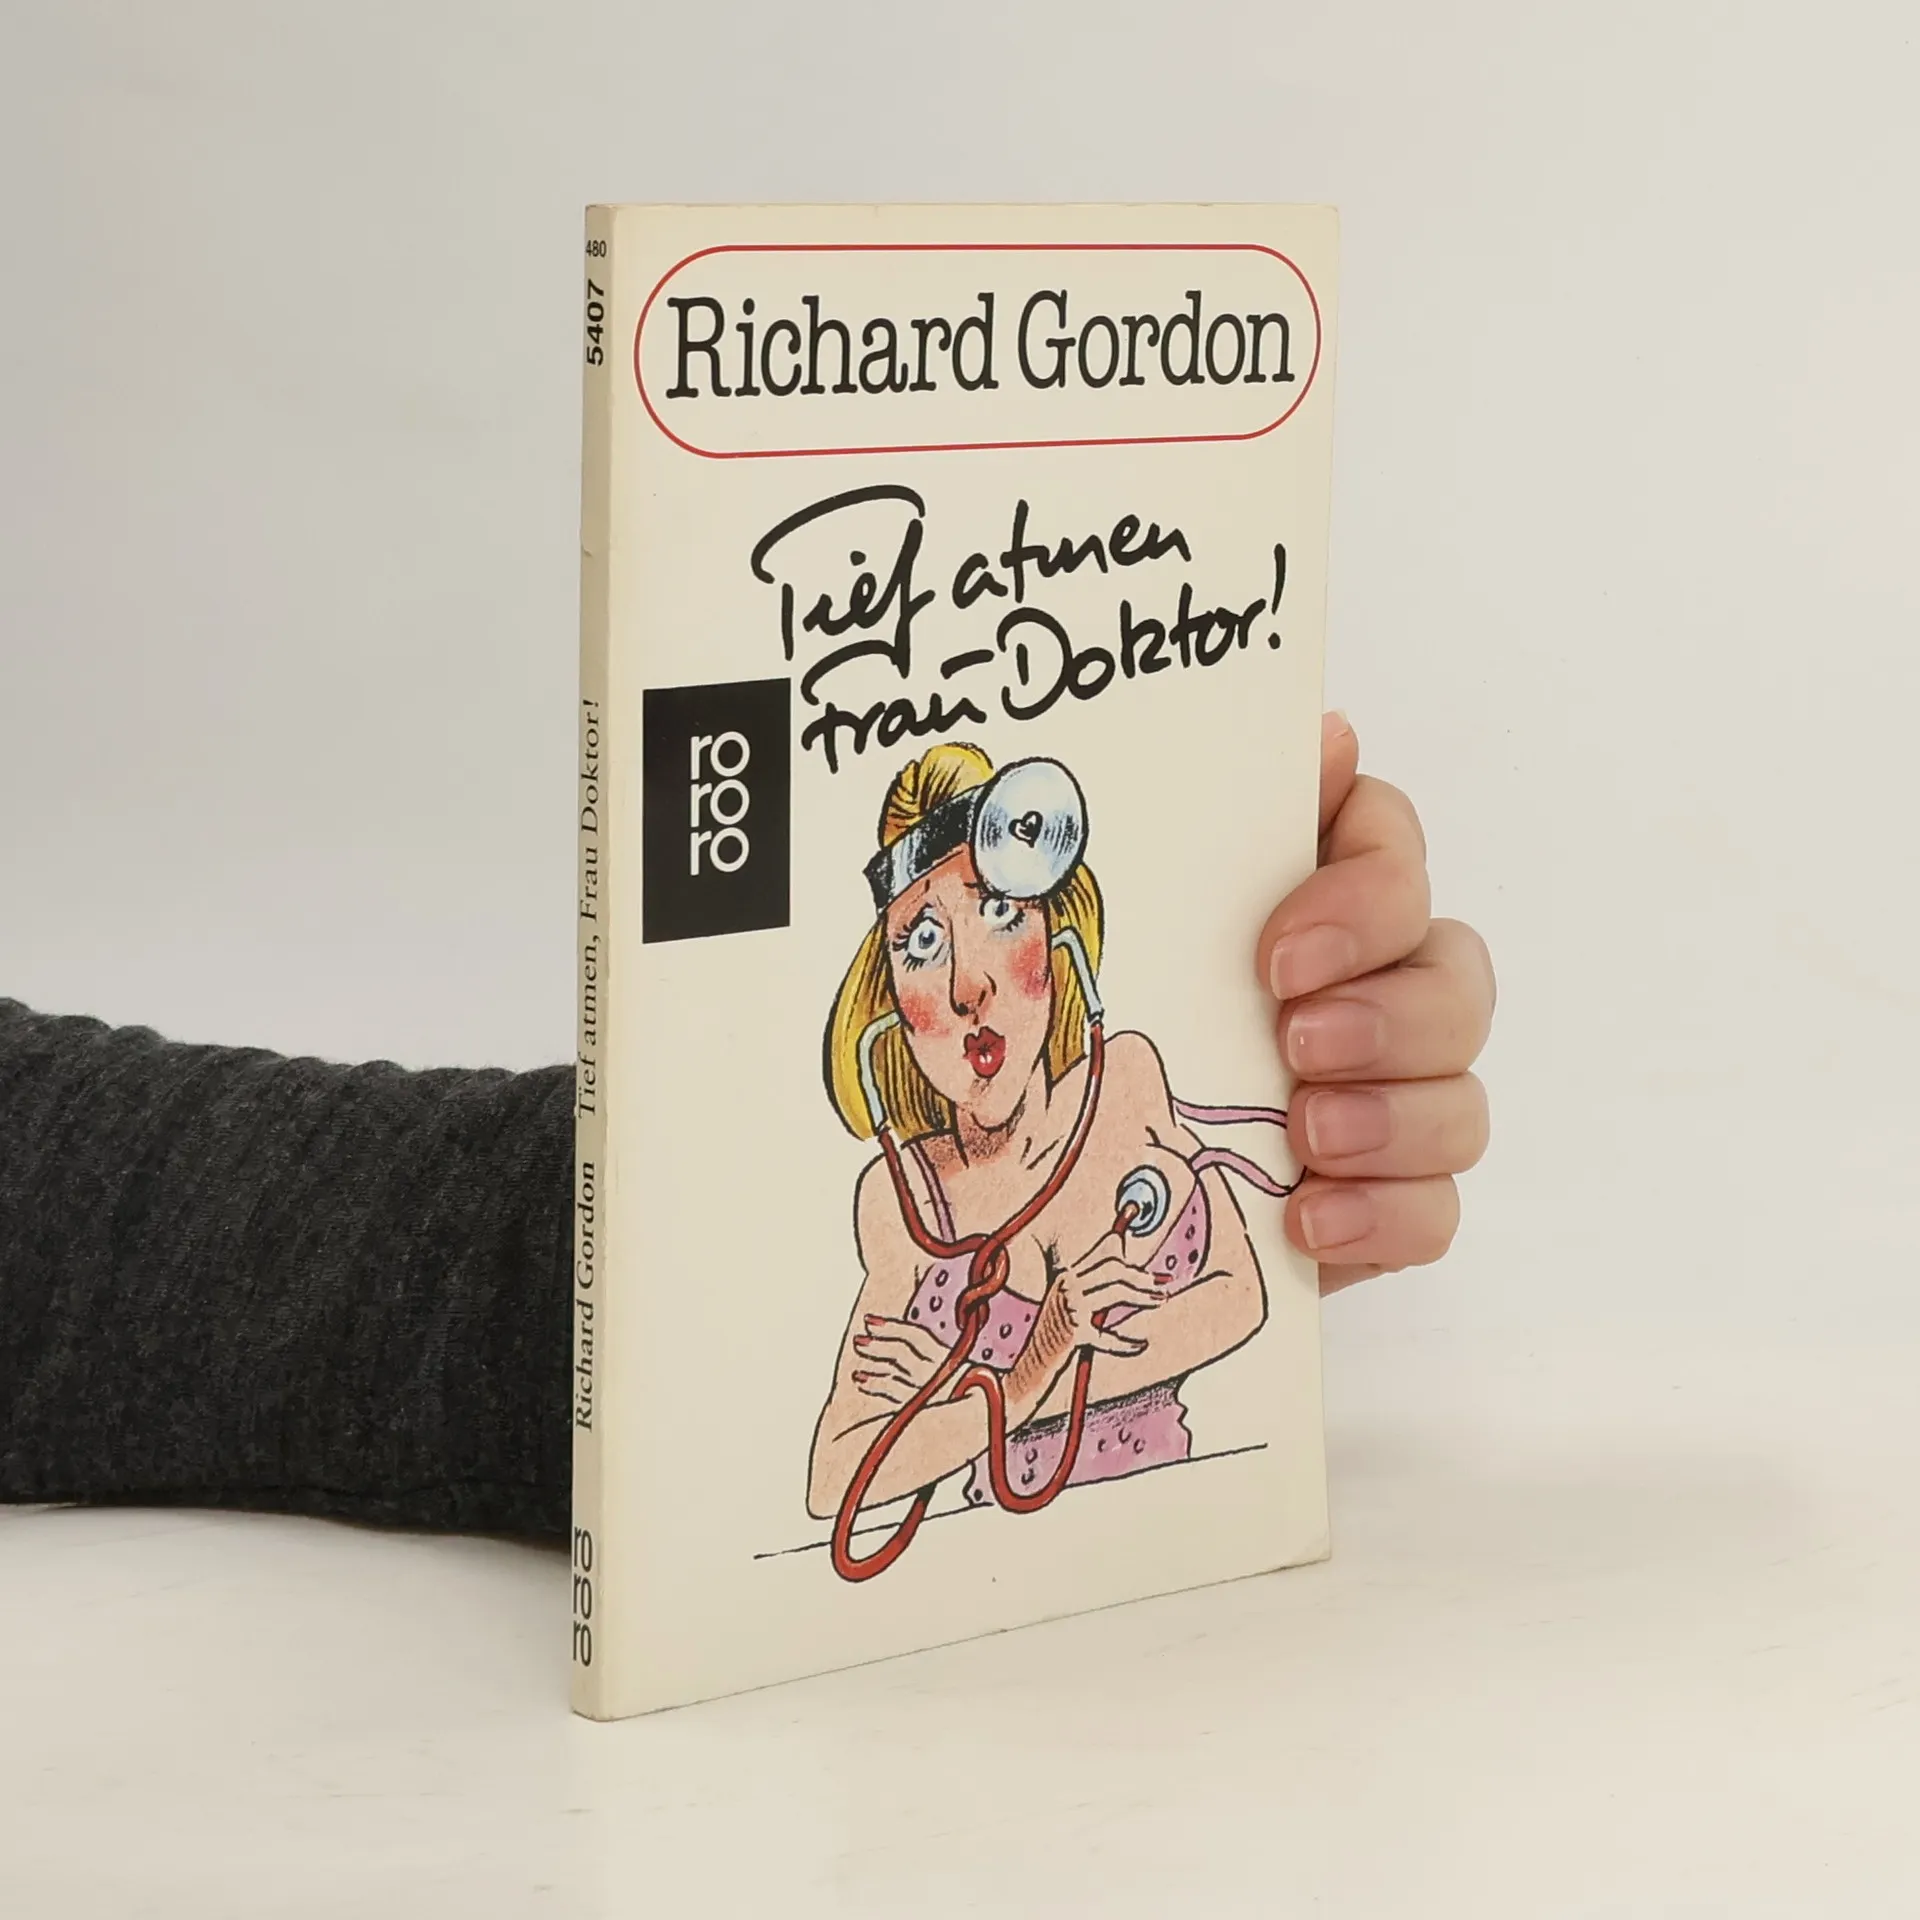 480
5407
Richard Gordon Tief atmen, Frau Doktor!
ro
ro
ro
Richard Gordon
Tief atmen
Frau Doktor!
ro
ro
ro